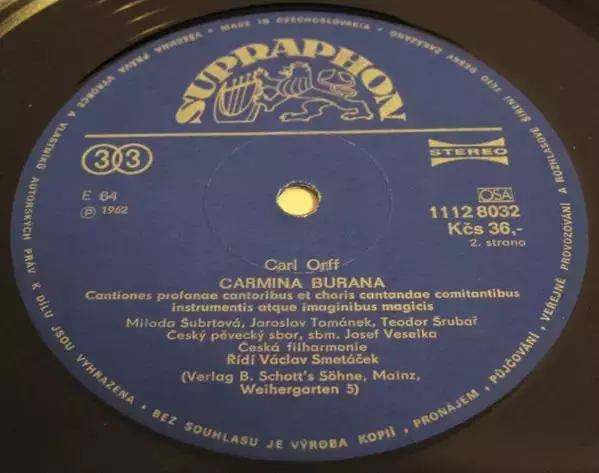 SUPRAPHON
33
STEREO
E 64
℗ 1962
OSA
1112 8032
Kčs 36,-
2. strana
Carl Orff
CARMINA BURANA
Cantiones profanae cantoribus et choris cantandae comitantibus
instrumentis atque imaginibus magicis
Milada Šubrtová, Jaroslav Tománek, Teodor Šrubař
Český pěvecký sbor, sbm. Josef Veselka
Česká filharmonie
Řídí Václav Smetáček
(Verlag B. Schott's Söhne, Mainz,
Weihergarten 5)
MADE IN CZECHOSLOVAKIA • VŠECHNA PRÁVA VÝROBCE A VLASTNÍKŮ AUTORSKÝCH PRÁV K DÍLU JSOU VYHRAZENA • BEZ SOUHLASU JE VÝROBA KOPIÍ, PRONÁJEM, PŮJČOVÁNÍ, VEŘEJNÉ PROVOZOVÁNÍ A ROZHLASOVÉ ŠÍŘENÍ TÉTO DESKY ZAKÁZÁNO •